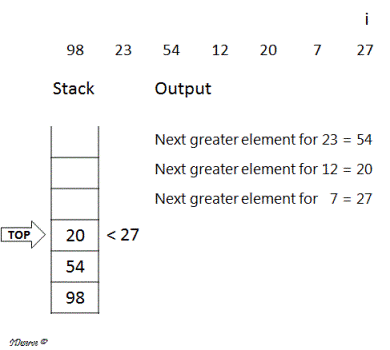 i
98 23 54 12 20 7 27
Stack Output
Next greater element for 23 = 54
Next greater element for 12 = 20
Next greater element for 7 = 27
TOP 20 < 27
54
98
IDeserve ©